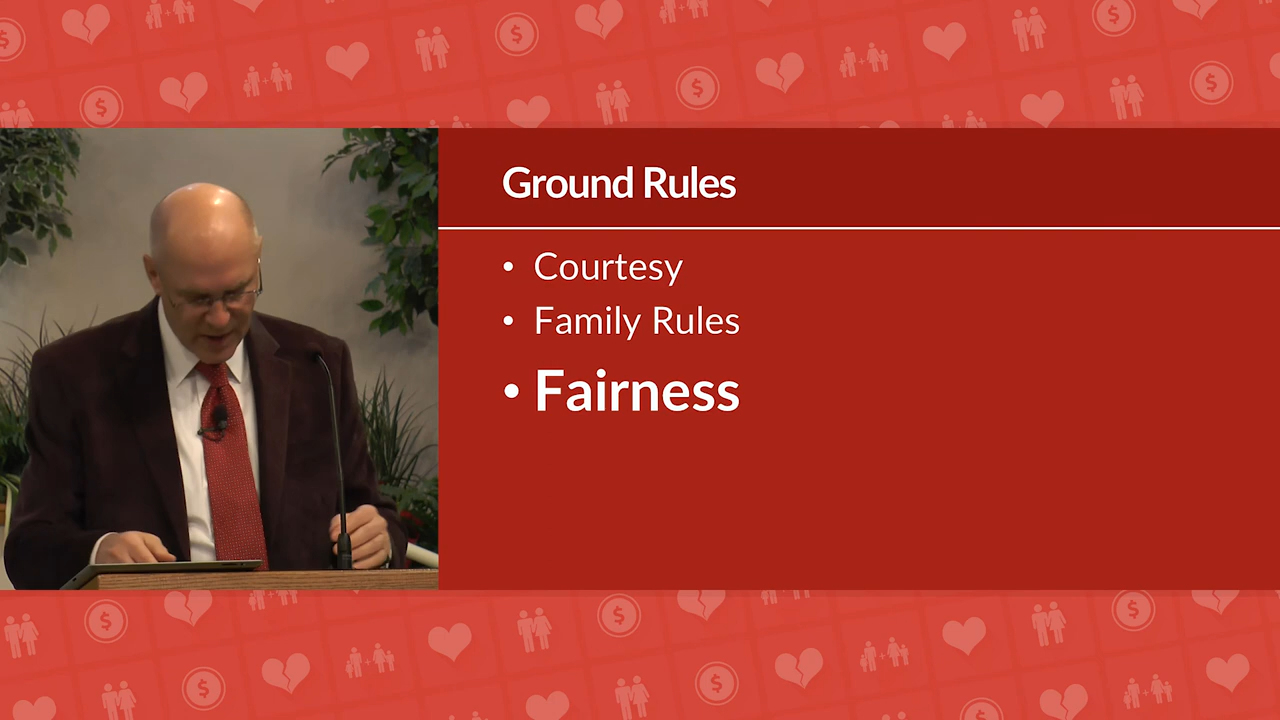 Ground Rules
• Courtesy
• Family Rules
• Fairness